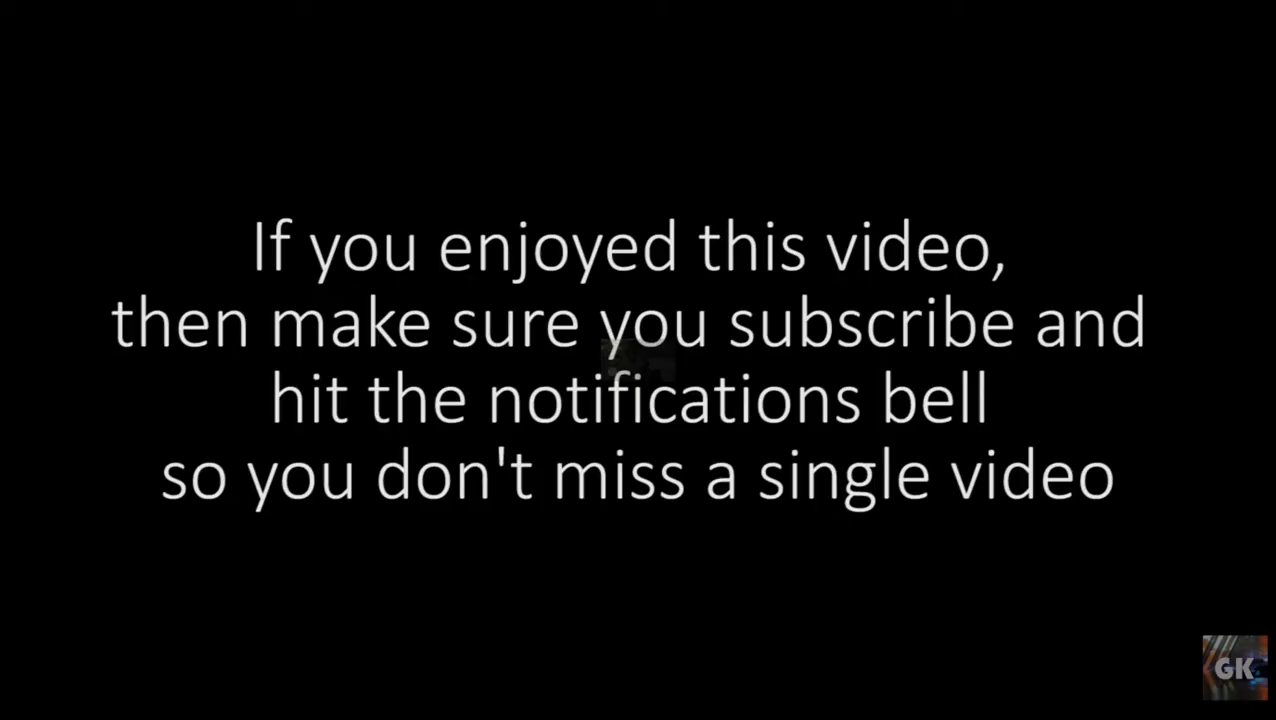 If you enjoyed this video,
then make sure you subscribe and
hit the notifications bell
so you don't miss a single video
GK